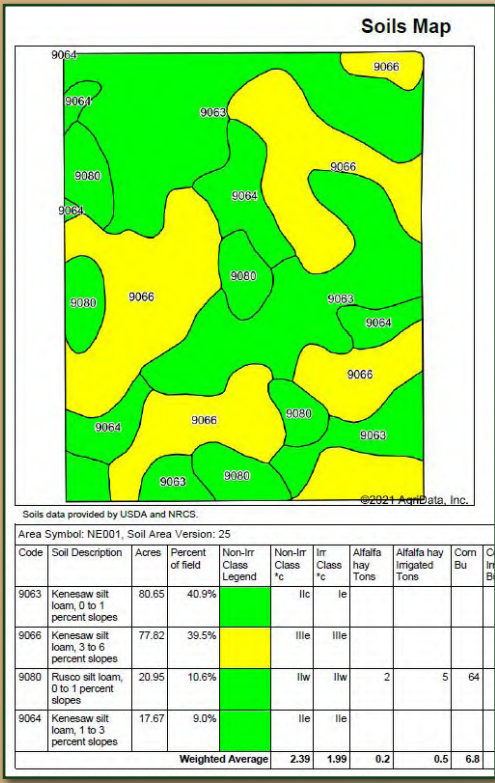 Soils Map
9064
9066
9064
9063
9066
9080
9064
9064
9080
9066
9080
9063
9064
9066
9066
9080
9064
9063
9063
9080
©2021 AgriData, Inc.
Soils data provided by USDA and NRCS.
Area Symbol: NE001, Soil Area Version: 25
Code Soil Description Acres Percent of field Non-Irr Class Legend Non-Irr Class *c Irr Class *c Alfalfa hay Tons Alfalfa hay Irrigated Tons Corn Bu
9063 Kenesaw silt loam, 0 to 1 percent slopes 80.65 40.9% IIc Ie
9066 Kenesaw silt loam, 3 to 6 percent slopes 77.82 39.5% IIIe IIIe
9080 Rusco silt loam, 0 to 1 percent slopes 20.95 10.6% IIw IIw 2 5 64
9064 Kenesaw silt loam, 1 to 3 percent slopes 17.67 9.0% IIe IIe
Weighted Average 2.39 1.99 0.2 0.5 6.8